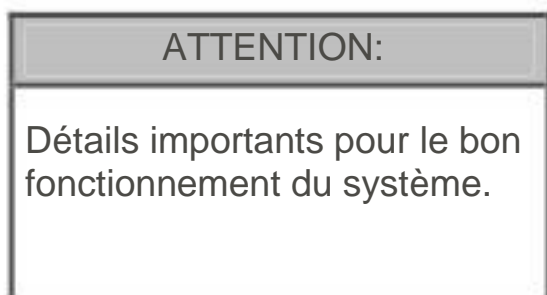 ATTENTION:
Détails importants pour le bon
fonctionnement du système.